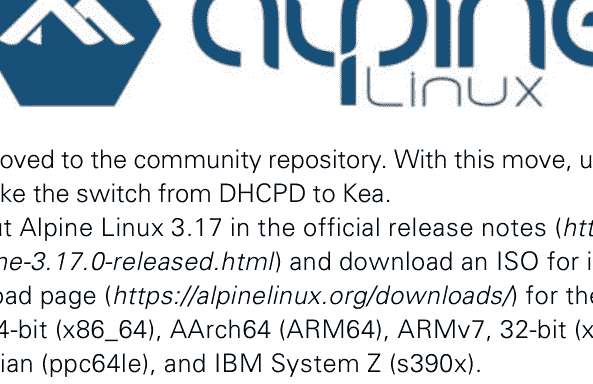 alpine
Linux
oved to the community repository. With this move, u
ke the switch from DHCPD to Kea.
t Alpine Linux 3.17 in the official release notes (htt
ne-3.17.0-released.html) and download an ISO for i
oad page (https://alpinelinux.org/downloads/) for the
4-bit (x86_64), AArch64 (ARM64), ARMv7, 32-bit (x
ian (ppc64le), and IBM System Z (s390x).